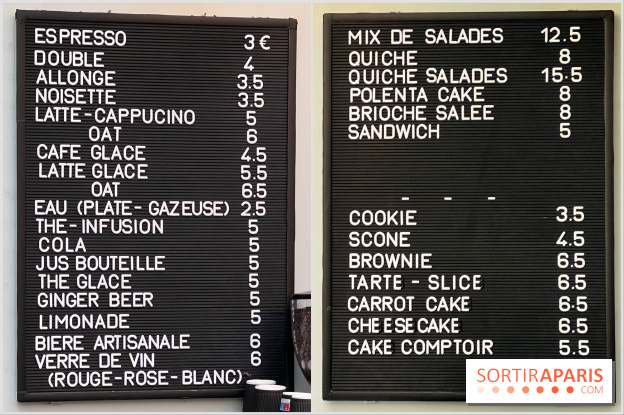 ESPRESSO 3 €
DOUBLE 4
ALLONGE 3.5
NOISETTE 3.5
LATTE-CAPPUCINO 5
OAT 6
CAFE GLACE 4.5
LATTE GLACE 5.5
OAT 6.5
EAU (PLATE-GAZEUSE) 2.5
THE-INFUSION 5
COLA 5
JUS BOUTEILLE 5
THE GLACE 5
GINGER BEER 5
LIMONADE 5
BIERE ARTISANALE 6
VERRE DE VIN 6
(ROUGE-ROSE-BLANC)
MIX DE SALADES 12.5
QUICHE 8
QUICHE SALADES 15.5
POLENTA CAKE 8
BRIOCHE SALEE 8
SANDWICH 5
- - -
COOKIE 3.5
SCONE 4.5
BROWNIE 6.5
TARTE - SLICE 6.5
CARROT CAKE 6.5
CHEESECAKE 6.5
CAKE COMPTOIR 5.5
SORTIRAPARIS
.COM